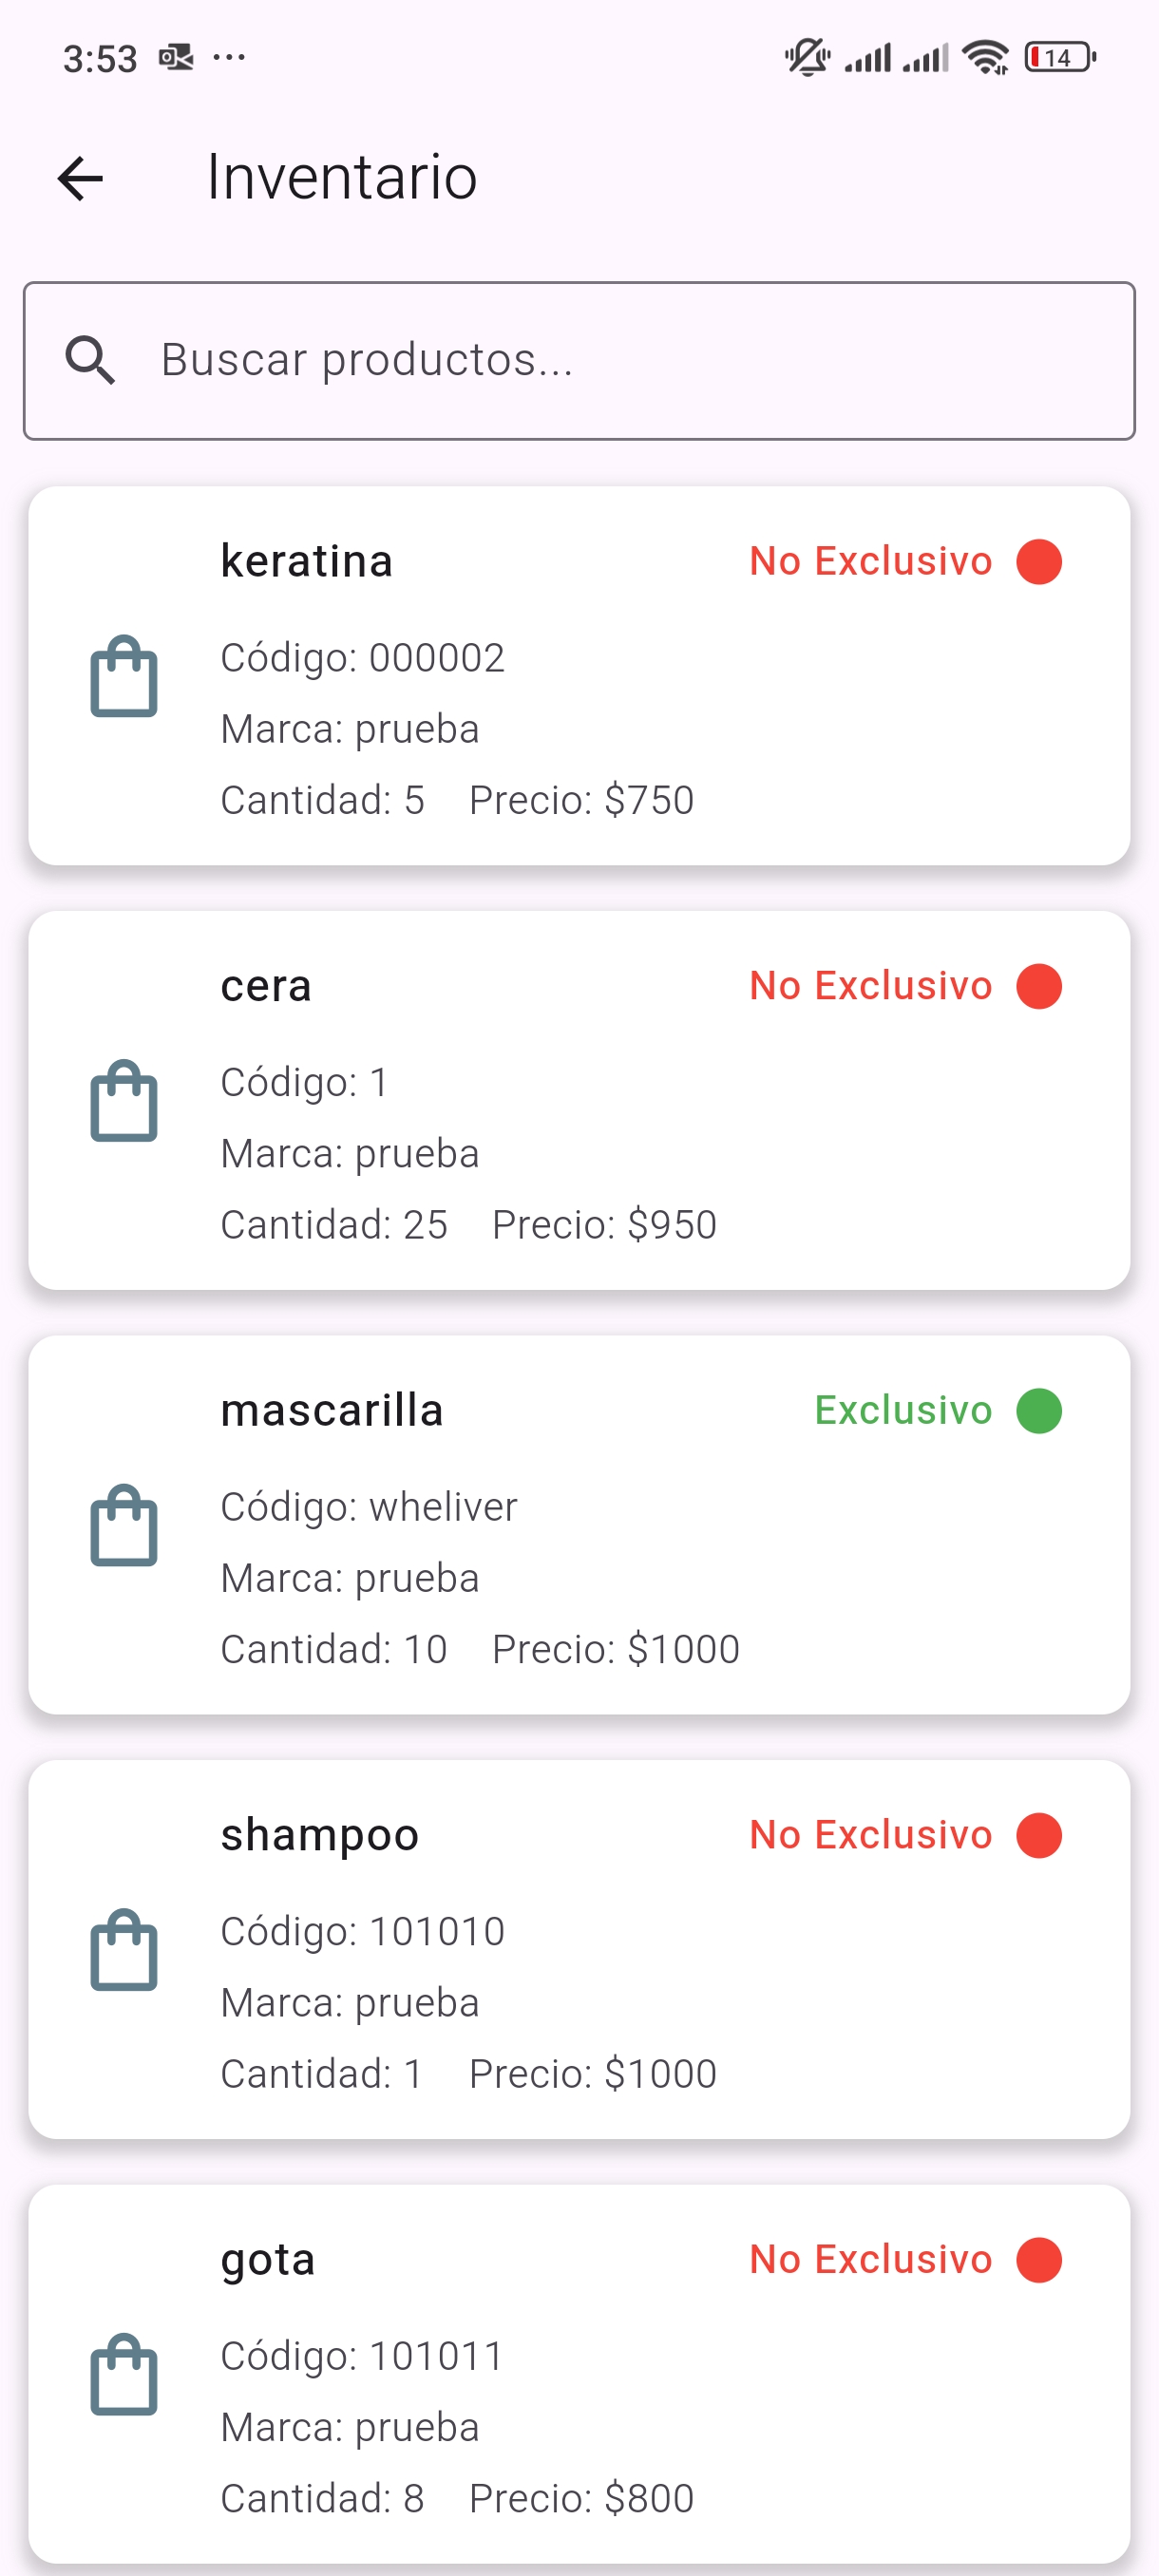 3:53 ...
14
Inventario
Buscar productos...
keratina No Exclusivo
Código: 000002
Marca: prueba
Cantidad: 5 Precio: $750
cera No Exclusivo
Código: 1
Marca: prueba
Cantidad: 25 Precio: $950
mascarilla Exclusivo
Código: wheliver
Marca: prueba
Cantidad: 10 Precio: $1000
shampoo No Exclusivo
Código: 101010
Marca: prueba
Cantidad: 1 Precio: $1000
gota No Exclusivo
Código: 101011
Marca: prueba
Cantidad: 8 Precio: $800